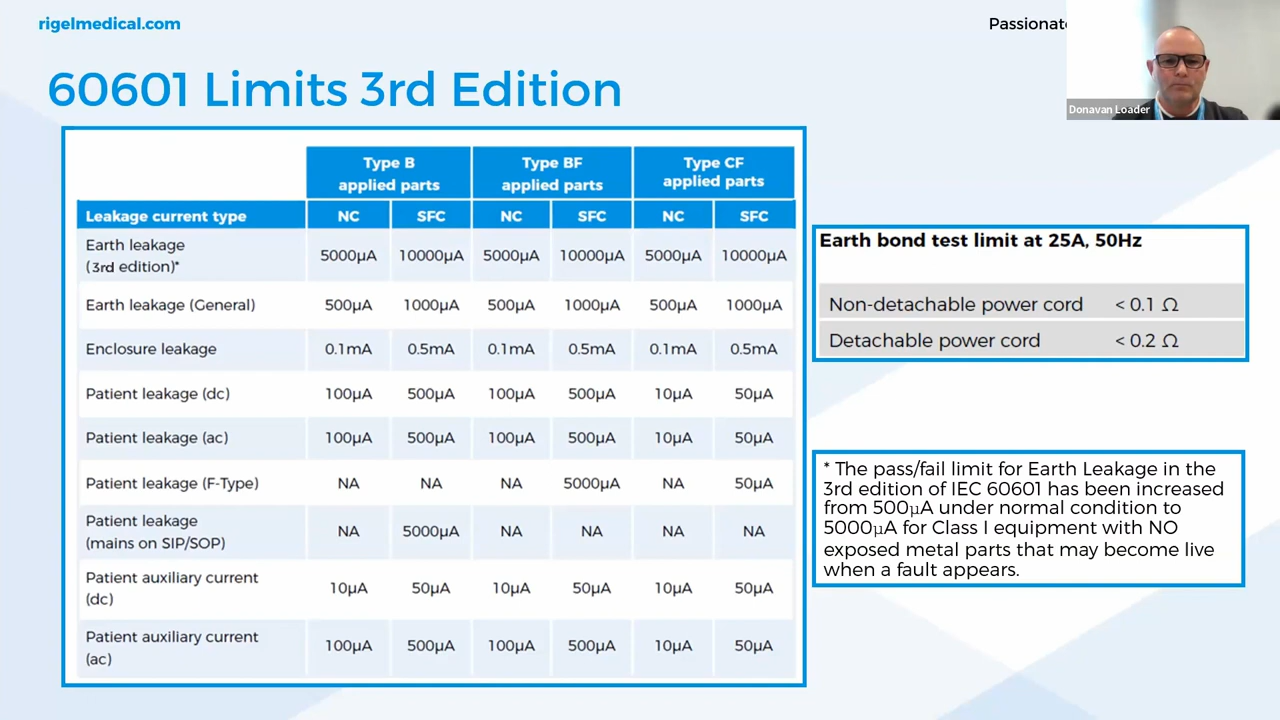 rigelmedical.com
Passionate
Donavan Loader
60601 Limits 3rd Edition
Type B applied parts Type BF applied parts Type CF applied parts
Leakage current type NC SFC NC SFC NC SFC
Earth leakage (3rd edition)* 5000µA 10000µA 5000µA 10000µA 5000µA 10000µA
Earth leakage (General) 500µA 1000µA 500µA 1000µA 500µA 1000µA
Enclosure leakage 0.1mA 0.5mA 0.1mA 0.5mA 0.1mA 0.5mA
Patient leakage (dc) 100µA 500µA 100µA 500µA 10µA 50µA
Patient leakage (ac) 100µA 500µA 100µA 500µA 10µA 50µA
Patient leakage (F-Type) NA NA NA 5000µA NA 50µA
Patient leakage (mains on SIP/SOP) NA 5000µA NA NA NA NA
Patient auxiliary current (dc) 10µA 50µA 10µA 50µA 10µA 50µA
Patient auxiliary current (ac) 100µA 500µA 100µA 500µA 10µA 50µA
Earth bond test limit at 25A, 50Hz
Non-detachable power cord < 0.1 Ω
Detachable power cord < 0.2 Ω
* The pass/fail limit for Earth Leakage in the
3rd edition of IEC 60601 has been increased
from 500µA under normal condition to
5000µA for Class I equipment with NO
exposed metal parts that may become live
when a fault appears.